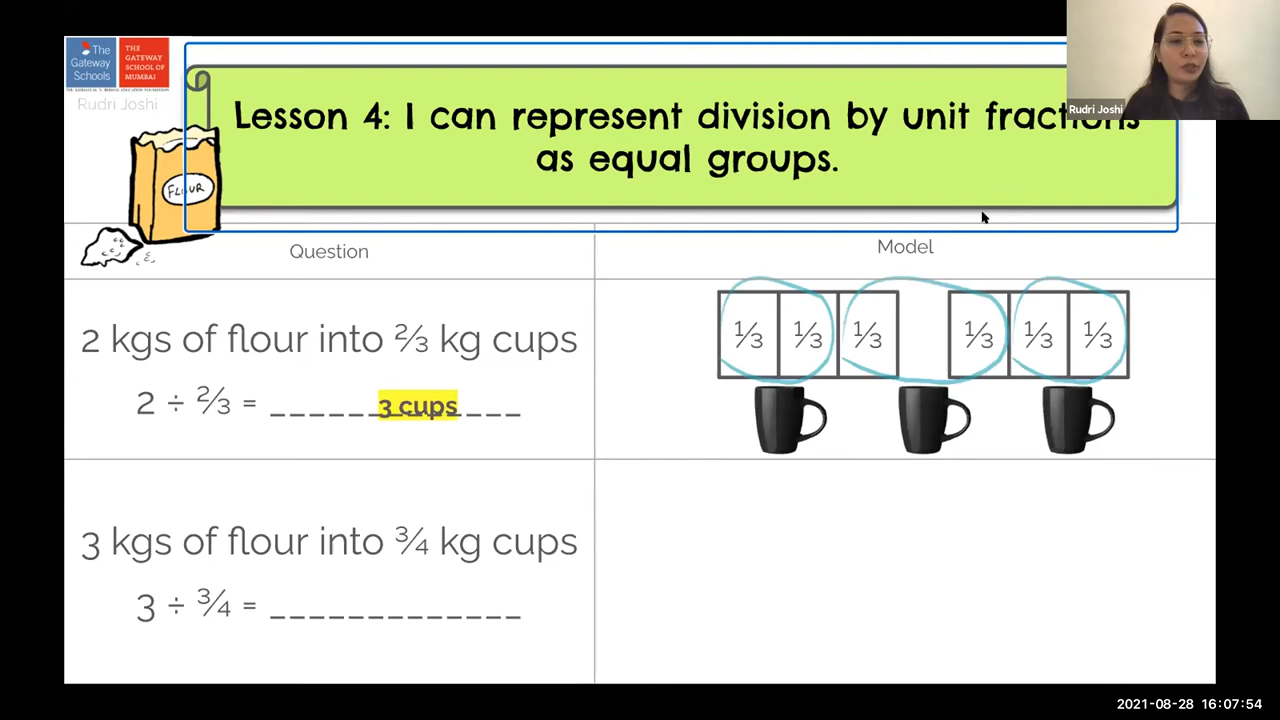 The
Gateway
Schools
THE
GATEWAY
SCHOOL OF
MUMBAI
Rudri Joshi
Rudri Joshi
Lesson 4: I can represent division by unit fractions
as equal groups.
FLOUR
Question
Model
2 kgs of flour into ⅔ kg cups
2 ÷ ⅔ = _ _ _ _ _ 3 cups _ _ _ _
⅓ ⅓ ⅓ ⅓ ⅓ ⅓
3 kgs of flour into ¾ kg cups
3 ÷ ¾ = _ _ _ _ _ _ _ _ _ _ _ _ _
2021-08-28 16:07:54